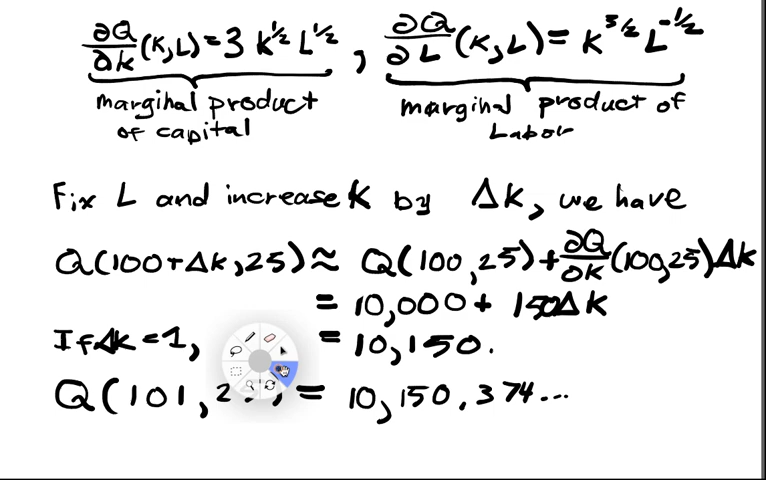 ∂Q/∂K (K,L) = 3 K^1/2 L^1/2 , ∂Q/∂L (K,L) = K^3/2 L^-1/2
marginal product of capital
marginal product of Labor
Fix L and increase K by ΔK, we have
Q(100+ΔK,25) ≈ Q(100,25) + ∂Q/∂K (100,25)ΔK
= 10,000 + 150ΔK
If ΔK = 1, = 10,150.
Q(101, = 10,150.374...